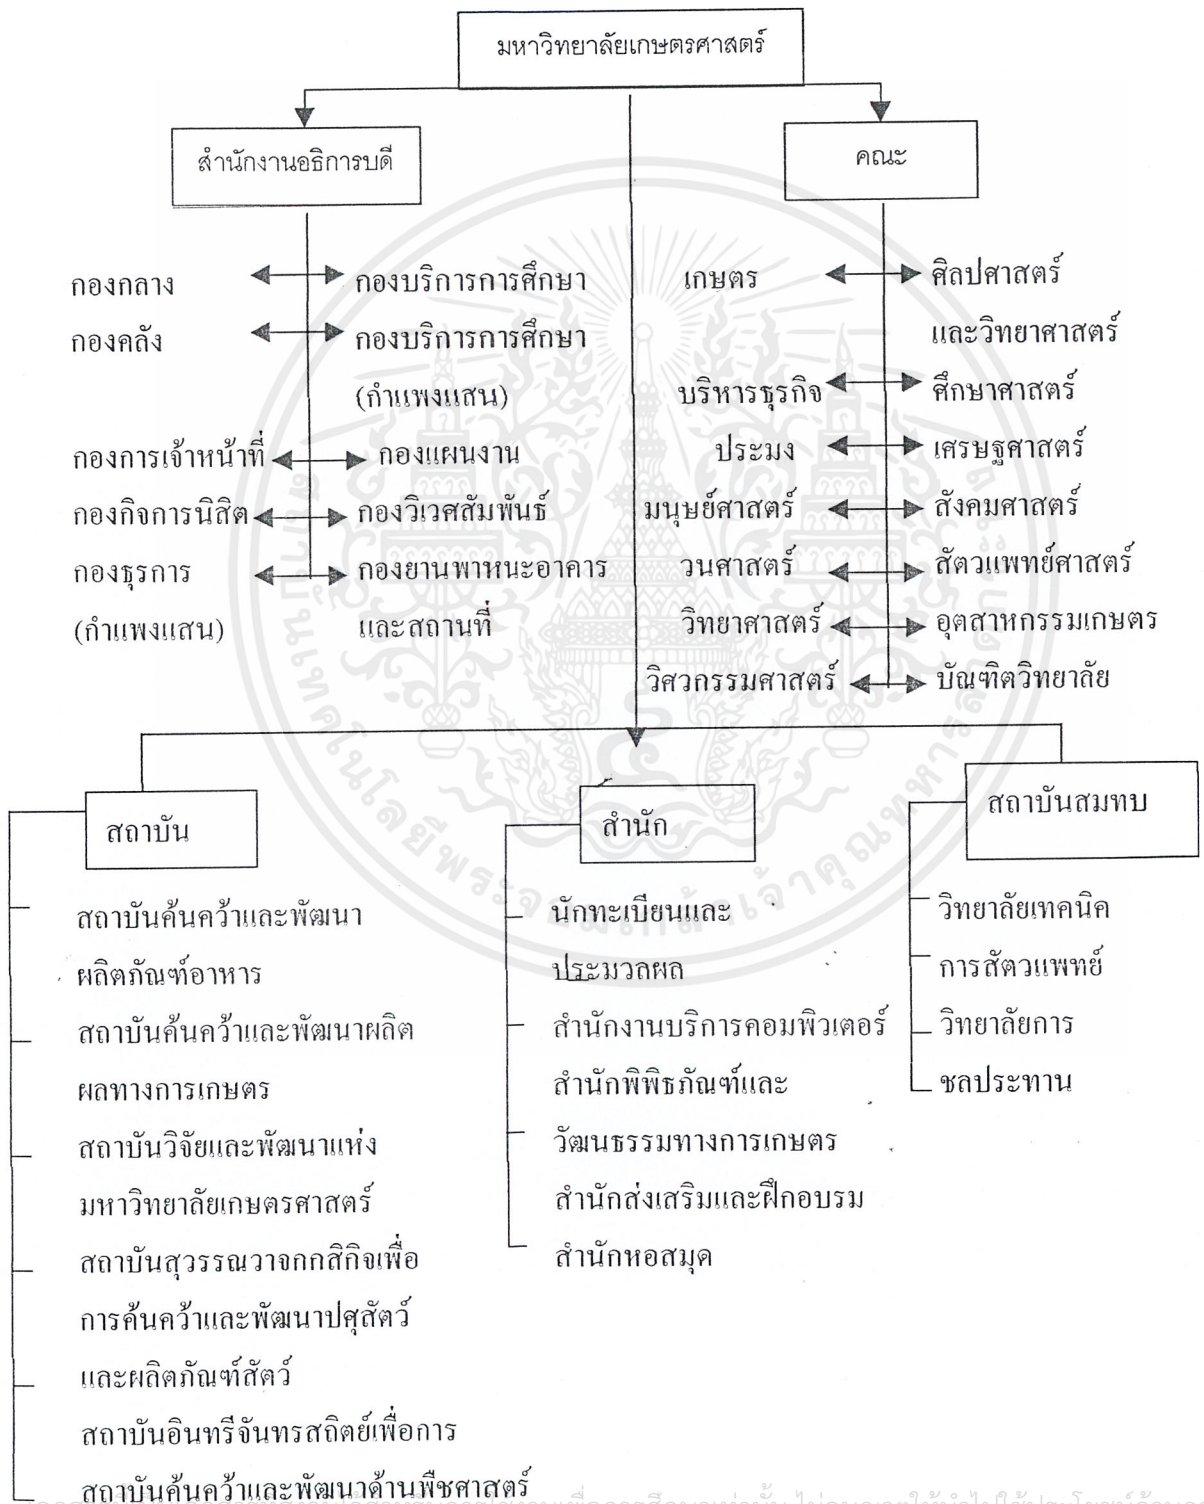 มหาวิทยาลัยเกษตรศาสตร์
สำนักงานอธิการบดี
คณะ
กองกลาง กองบริการการศึกษา เกษตร ศิลปศาสตร์
และวิทยาศาสตร์
กองคลัง กองบริการการศึกษา
(กำแพงแสน)
บริหารธุรกิจ ศึกษาศาสตร์
กองการเจ้าหน้าที่ กองแผนงาน ประมง เศรษฐศาสตร์
กองกิจการนิสิต กองวิเวศสัมพันธ์ มนุษย์ศาสตร์ สังคมศาสตร์
กองธุรการ กองยานพาหนะอาคาร วนศาสตร์ สัตวแพทย์ศาสตร์
(กำแพงแสน) และสถานที่ วิทยาศาสตร์ อุตสาหกรรมเกษตร
วิศวกรรมศาสตร์ บัณฑิตวิทยาลัย
สถาบัน
สถาบันค้นคว้าและพัฒนา
ผลิตภัณฑ์อาหาร
สถาบันค้นคว้าและพัฒนาผลิต
ผลทางการเกษตร
สถาบันวิจัยและพัฒนาแห่ง
มหาวิทยาลัยเกษตรศาสตร์
สถาบันสุวรรณวาจกกสิกิจเพื่อ
การค้นคว้าและพัฒนาปศุสัตว์
และผลิตภัณฑ์สัตว์
สถาบันอินทรีจันทรสถิตย์เพื่อการ
สถาบันค้นคว้าและพัฒนาด้านพืชศาสตร์
สำนัก
นักทะเบียนและ
ประมวลผล
สำนักงานบริการคอมพิวเตอร์
สำนักพิพิธภัณฑ์และ
วัฒนธรรมทางการเกษตร
สำนักส่งเสริมและฝึกอบรม
สำนักหอสมุด
สถาบันสมทบ
วิทยาลัยเทคนิค
การสัตวแพทย์
วิทยาลัยการ
ชลประทาน